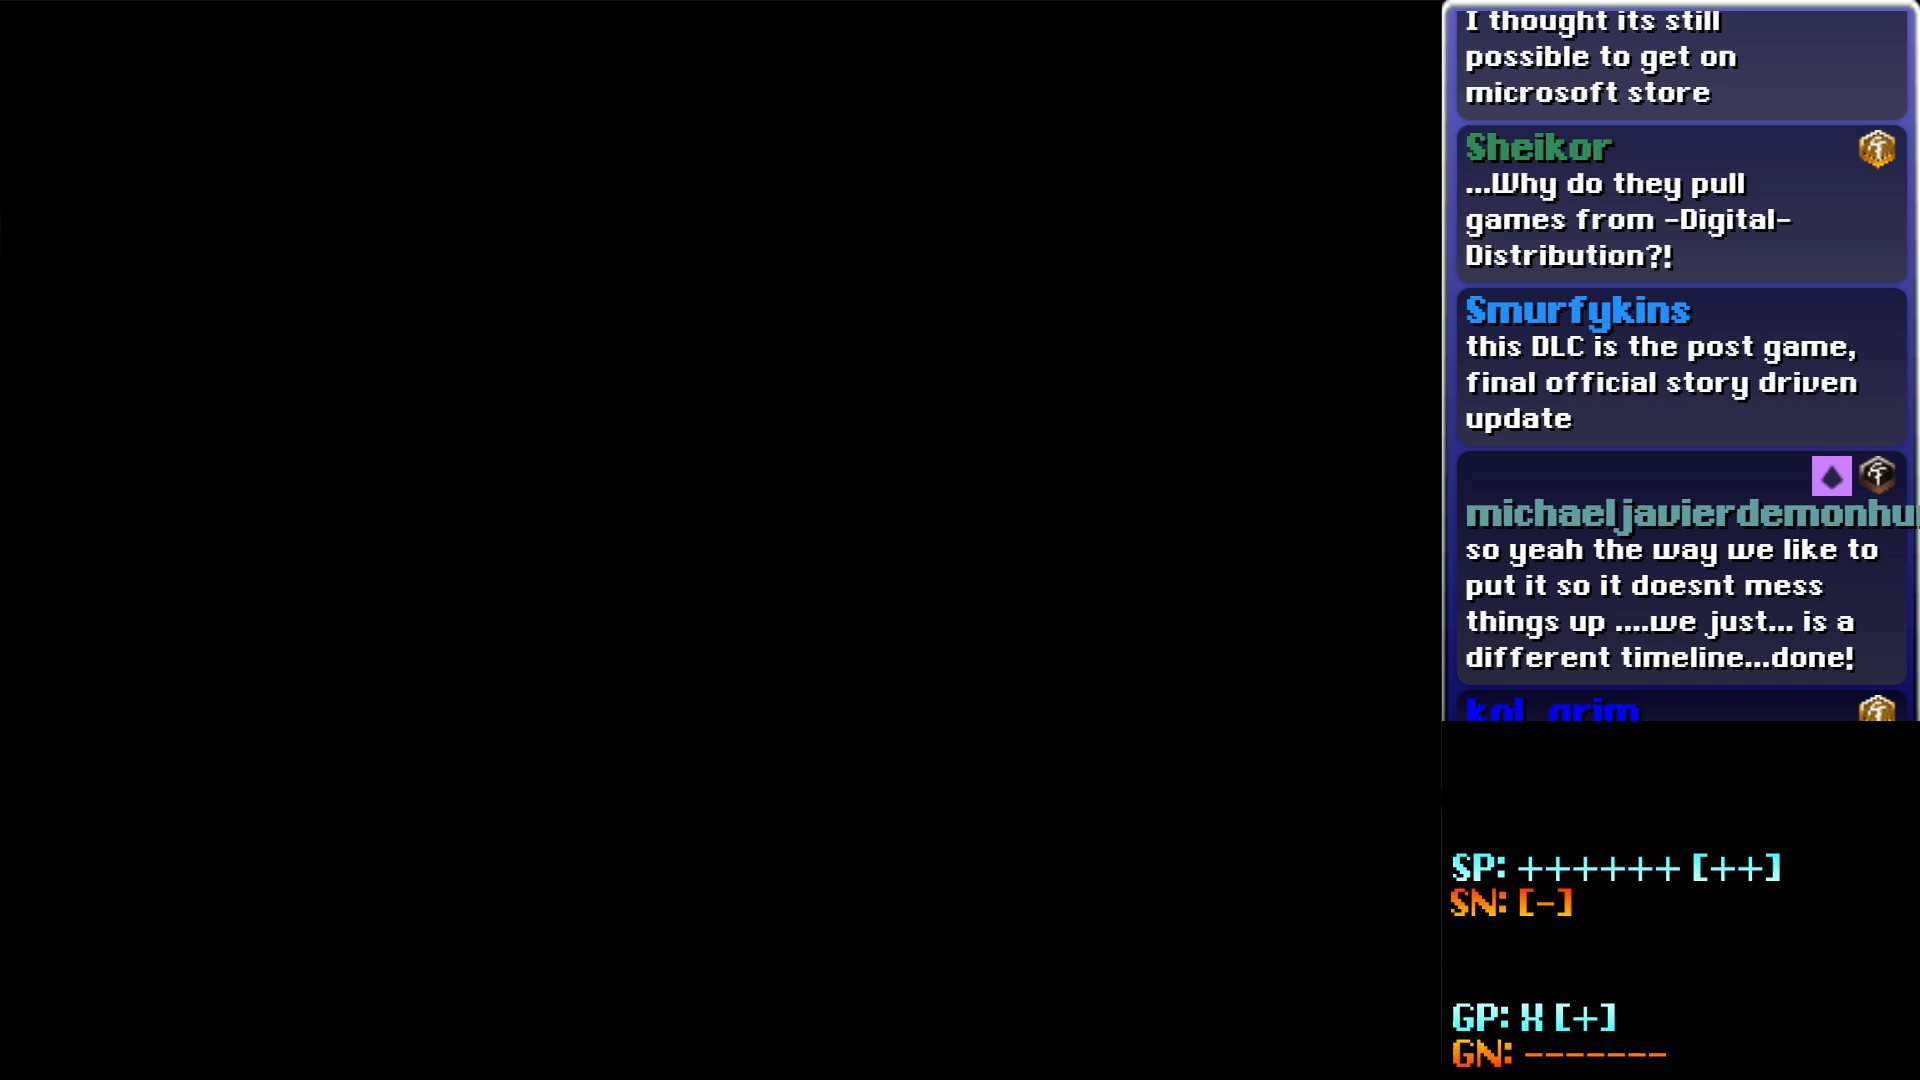 I thought its still
possible to get on
microsoft store
Sheikor
...Why do they pull
games from -Digital-
Distribution?!
Smurfykins
this DLC is the post game,
final official story driven
update
michaeljavierdemonhu
so yeah the way we like to
put it so it doesnt mess
things up ....we just... is a
different timeline...done!
kol_grim
SP: ++++++ [++]
SN: [-]
GP: X [+]
GN: -------